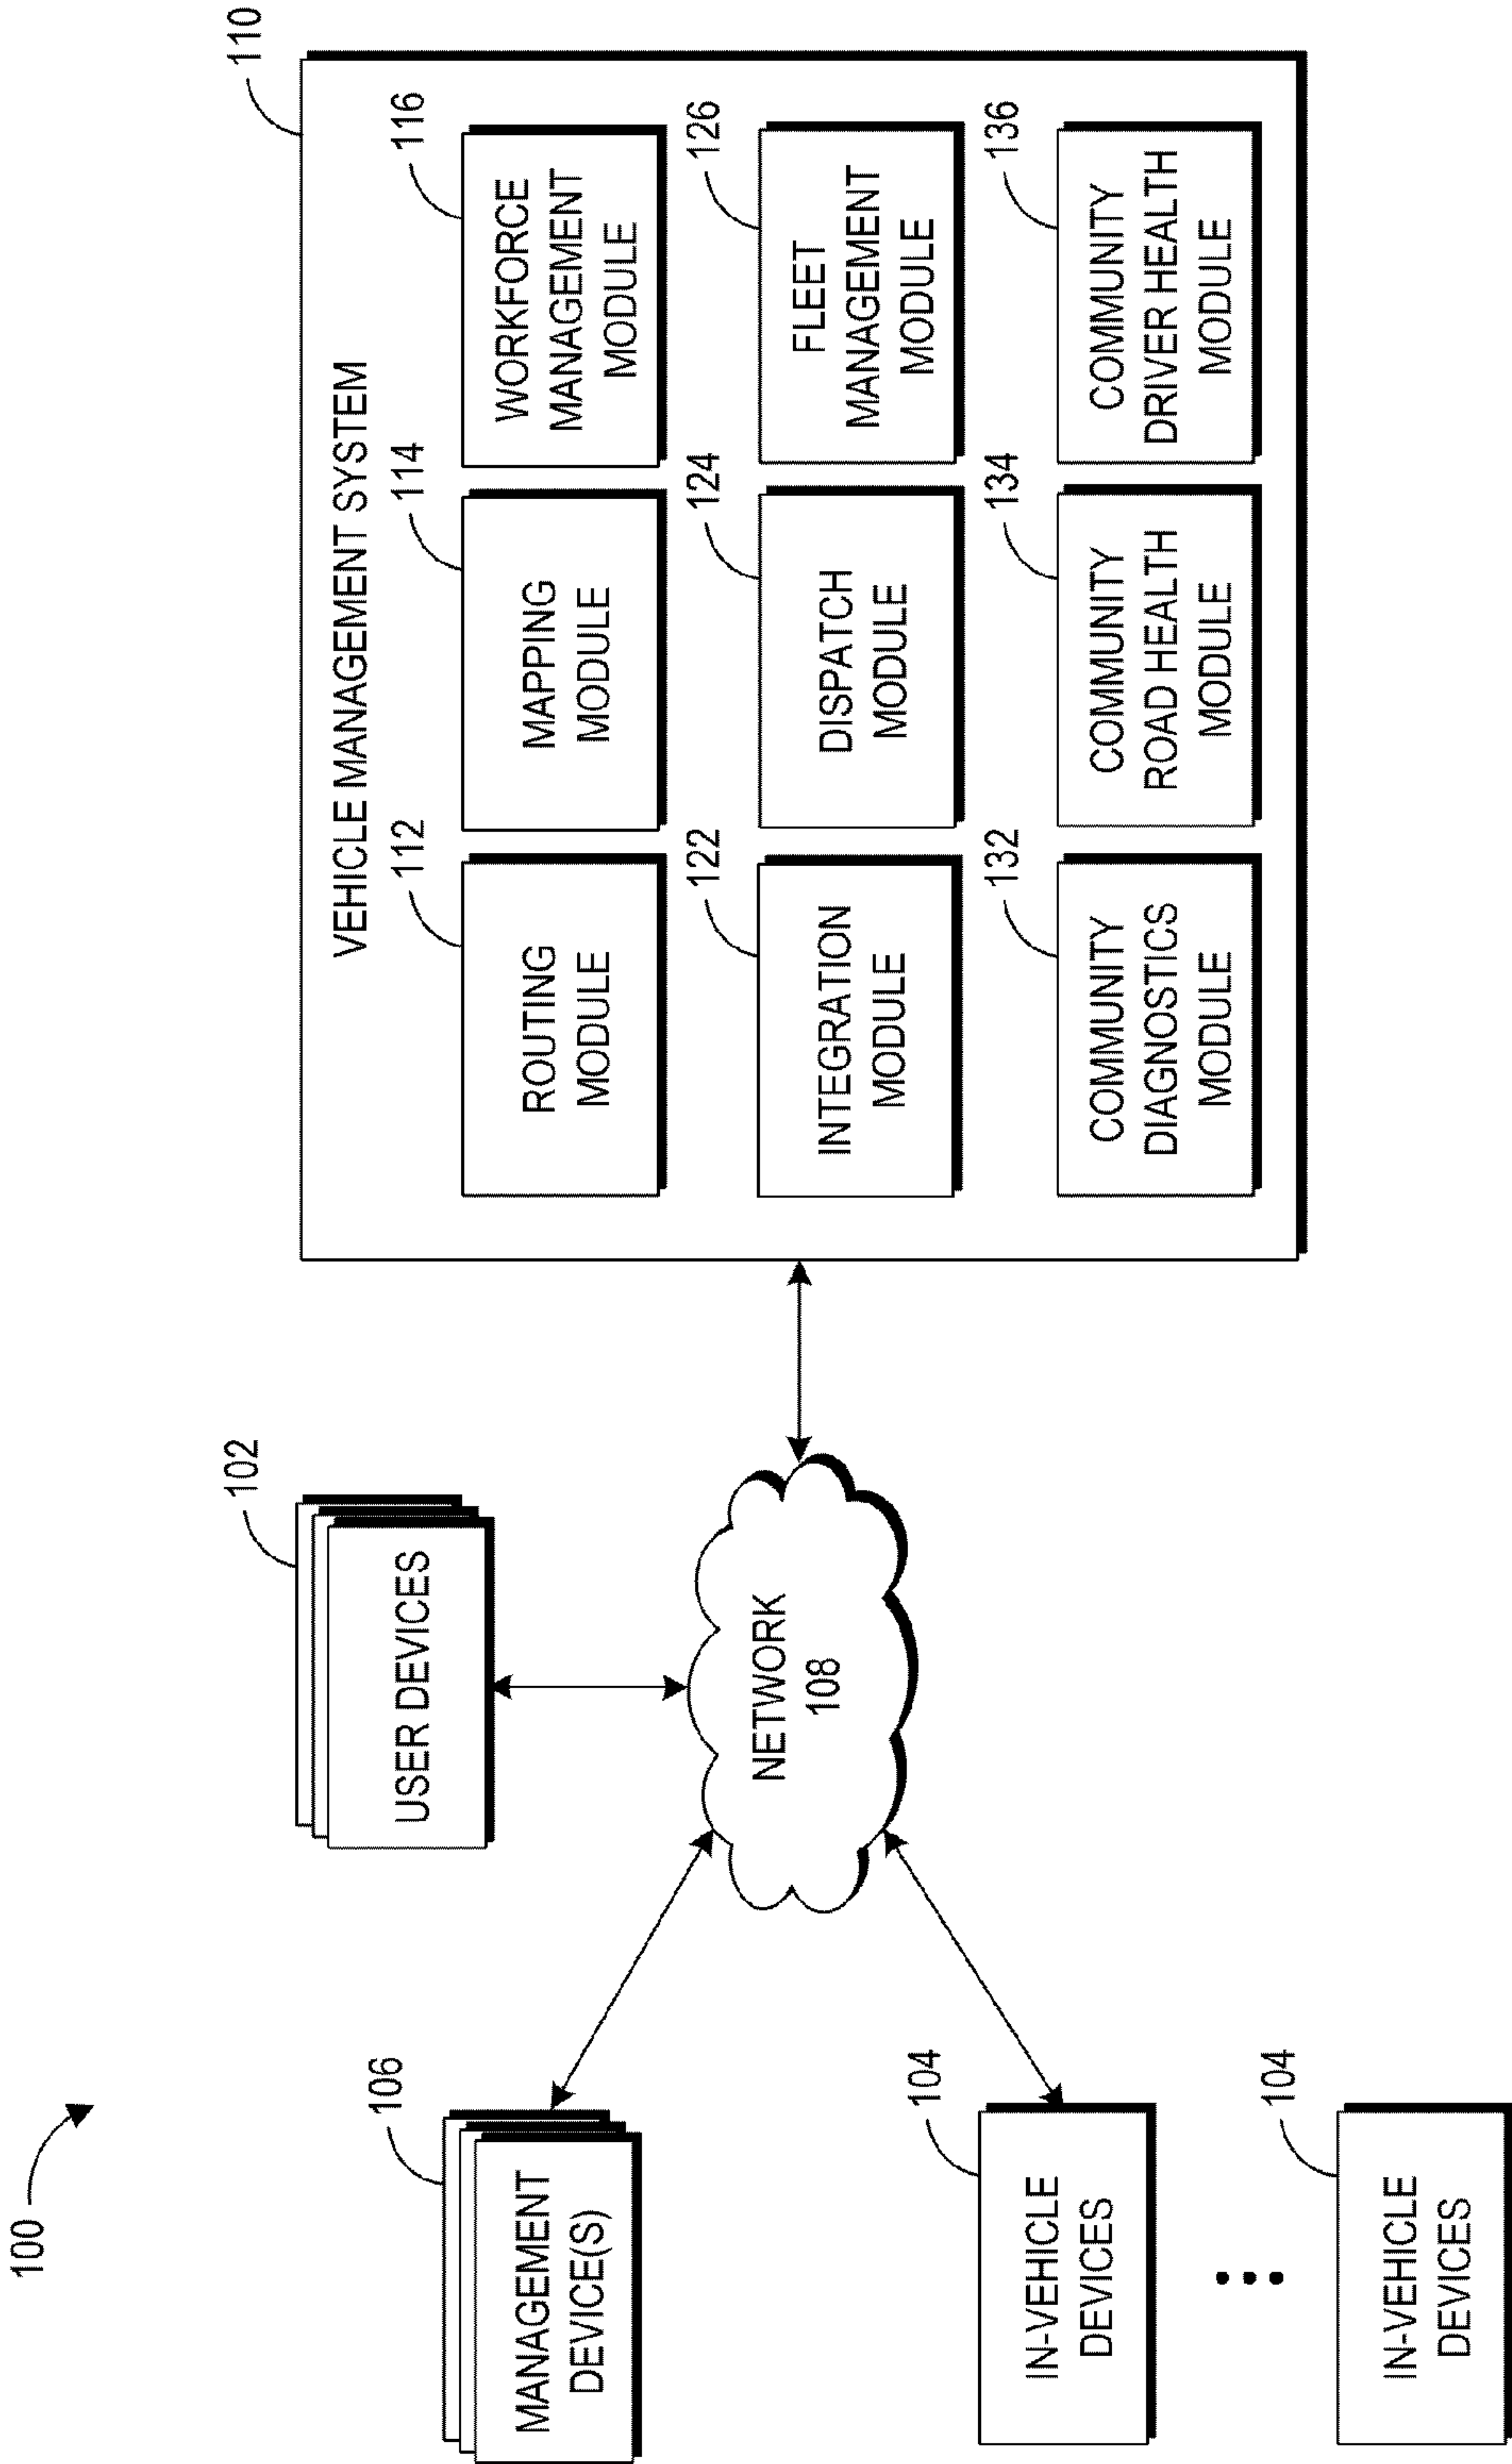 100
110
VEHICLE MANAGEMENT SYSTEM
112
114
116
ROUTING
MODULE
MAPPING
MODULE
WORKFORCE
MANAGEMENT
MODULE
122
124
126
INTEGRATION
MODULE
DISPATCH
MODULE
FLEET
MANAGEMENT
MODULE
132
134
136
COMMUNITY
DIAGNOSTICS
MODULE
COMMUNITY
ROAD HEALTH
MODULE
COMMUNITY
DRIVER HEALTH
MODULE
102
USER DEVICES
106
MANAGEMENT
DEVICE(S)
NETWORK
108
104
IN-VEHICLE
DEVICES
104
IN-VEHICLE
DEVICES